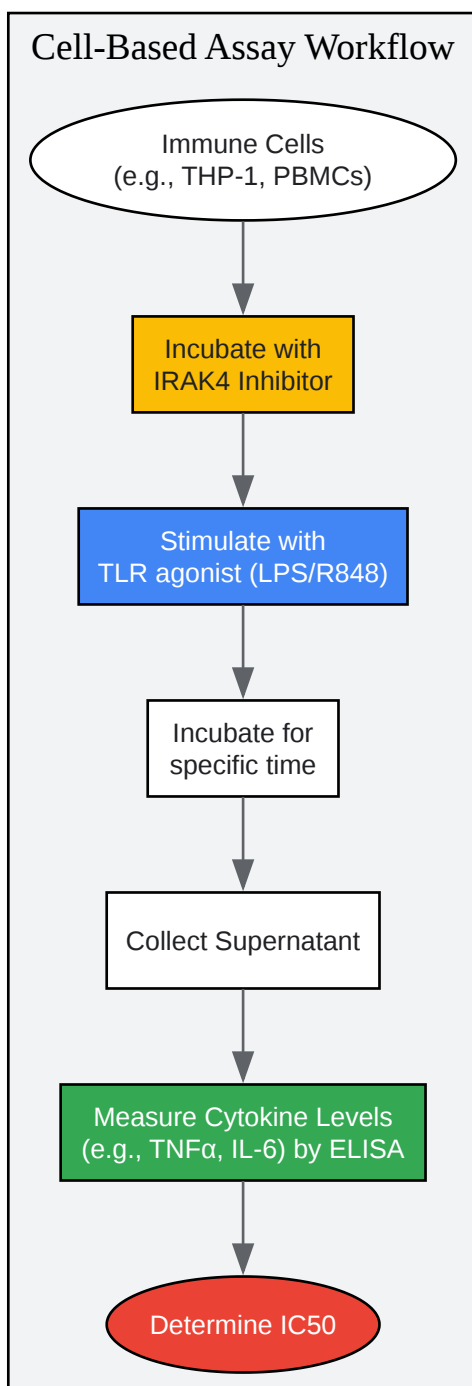 Cell-Based Assay Workflow
Immune Cells
(e.g., THP-1, PBMCs)
Incubate with
IRAK4 Inhibitor
Stimulate with
TLR agonist (LPS/R848)
Incubate for
specific time
Collect Supernatant
Measure Cytokine Levels
(e.g., TNFα, IL-6) by ELISA
Determine IC50